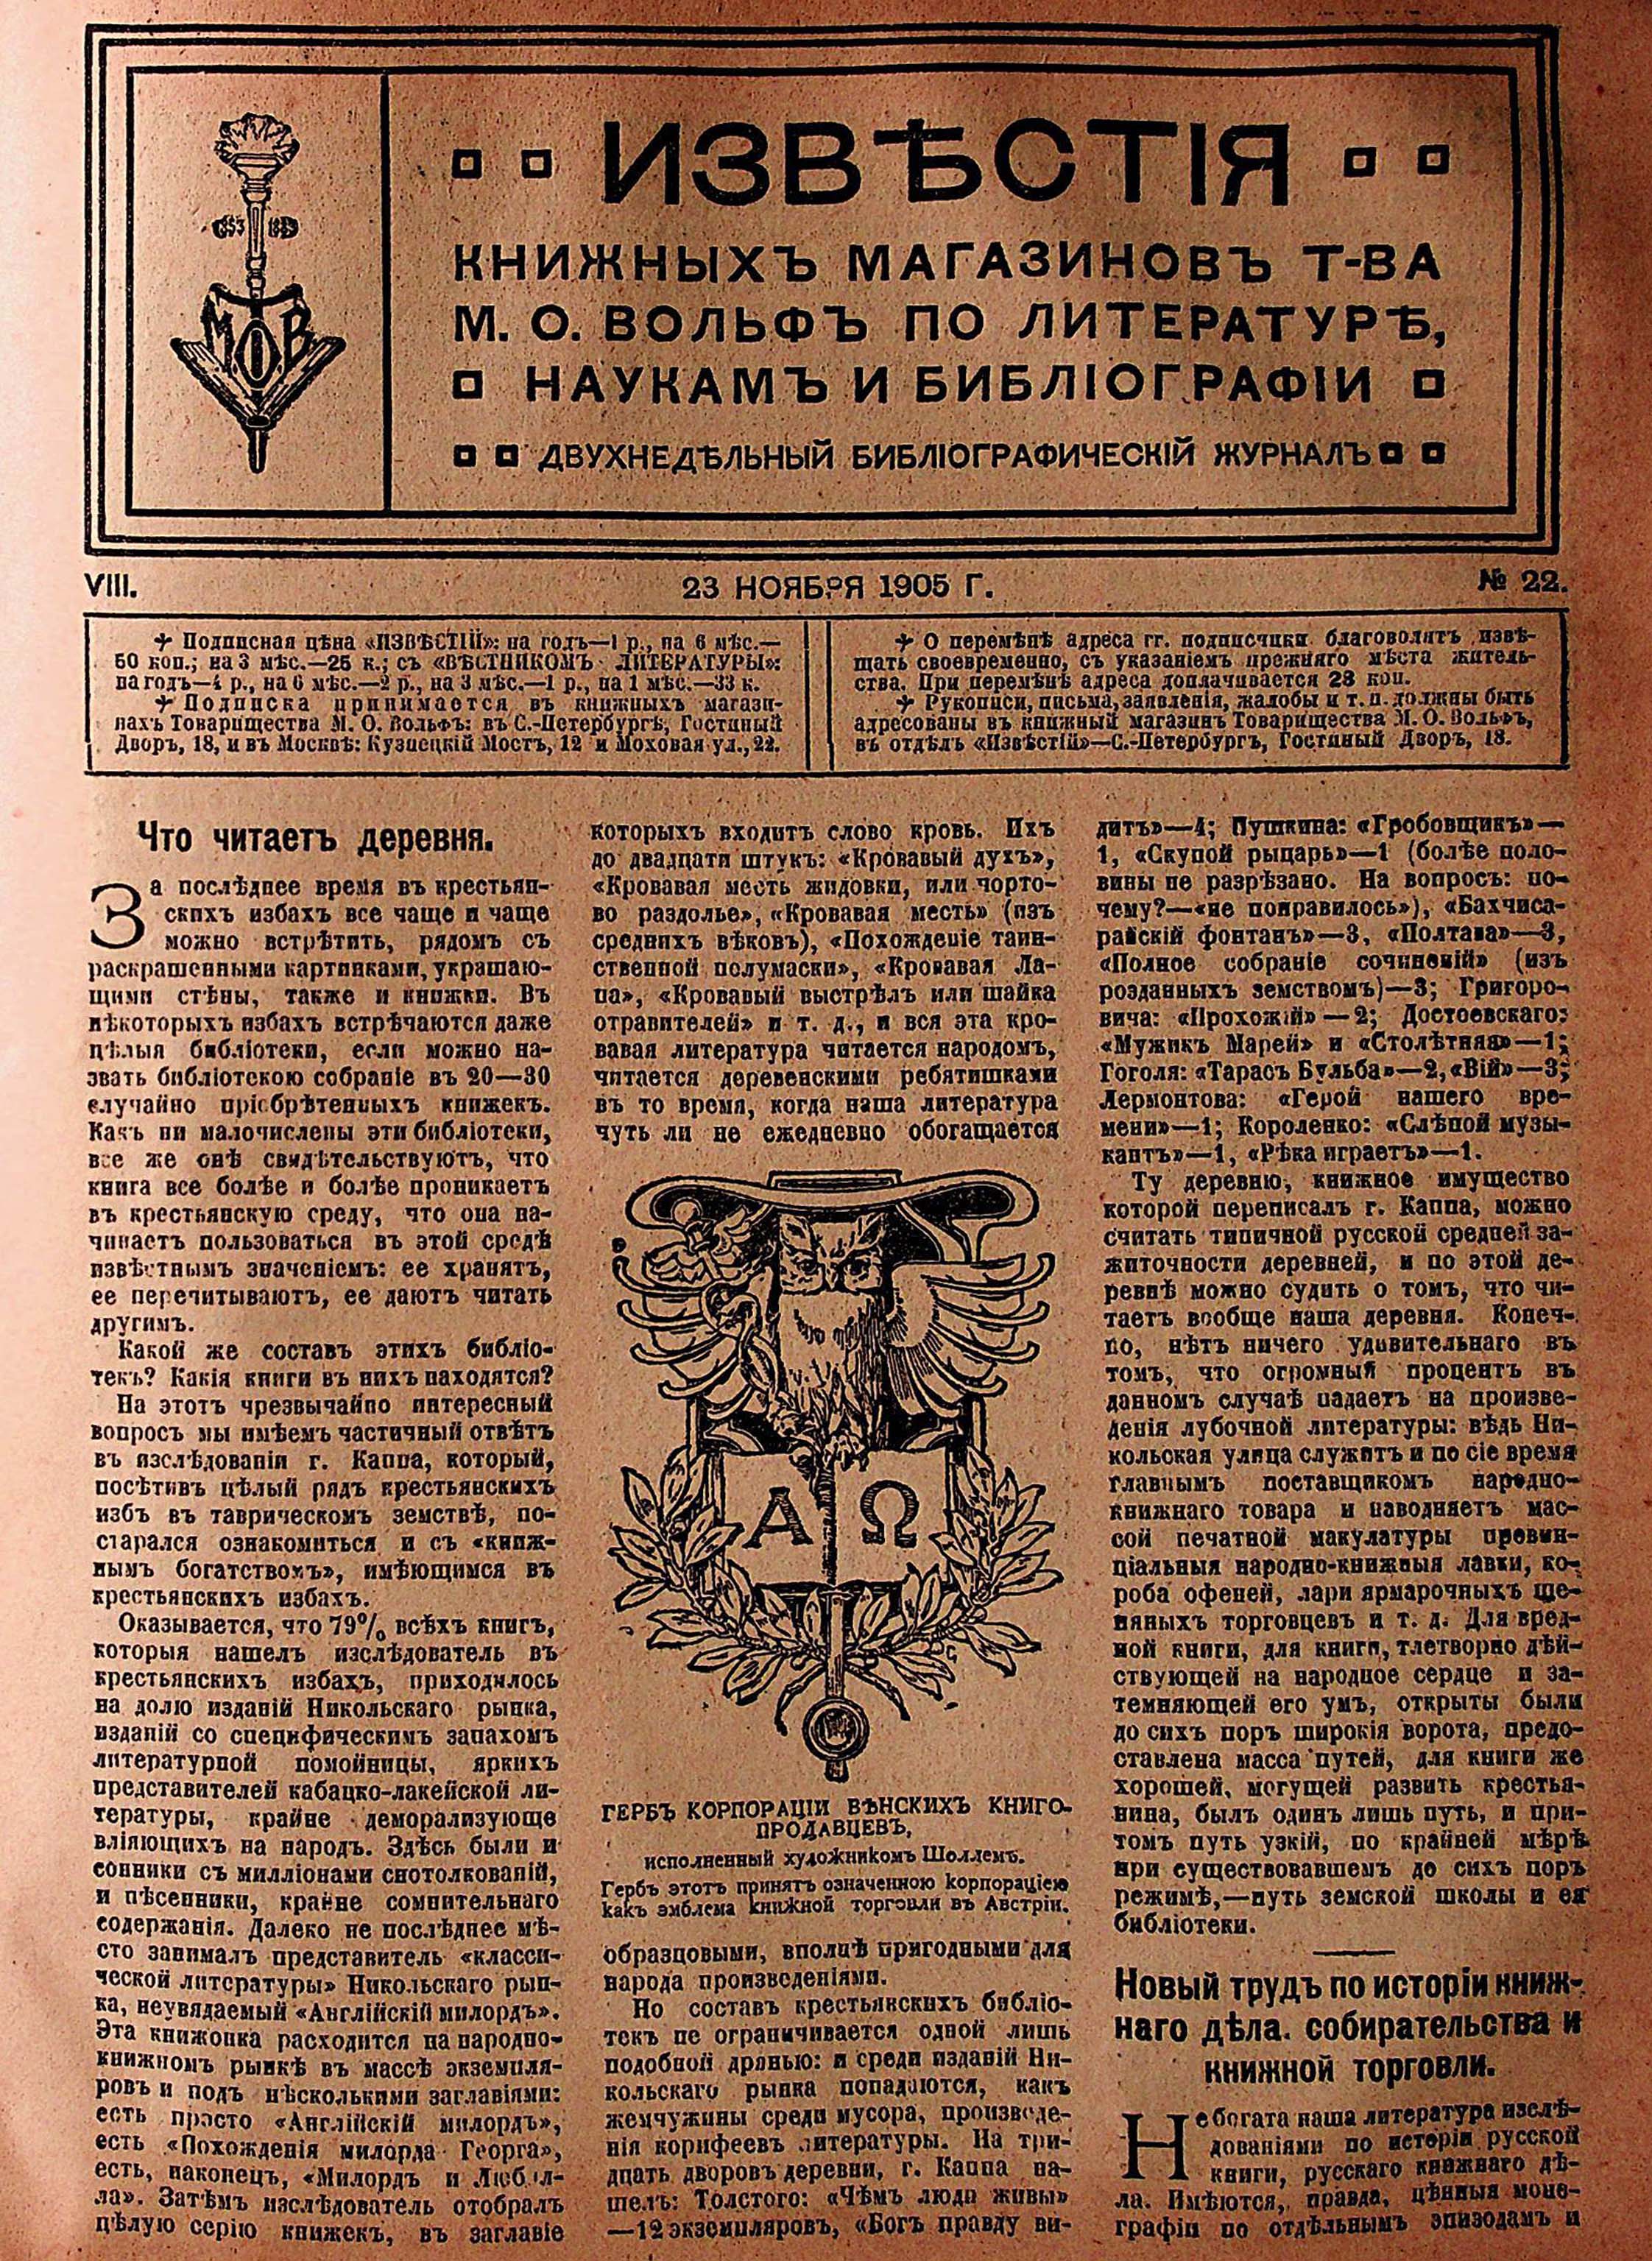 ИЗВѢСТІЯ
КНИЖНЫХЪ МАГАЗИНОВЪ Т-ВА
М. О. ВОЛЬФЪ ПО ЛИТЕРАТУРѢ,
НАУКАМЪ И БИБЛІОГРАФІИ
ДВУХНЕДѢЛЬНЫЙ БИБЛІОГРАФИЧЕСКІЙ ЖУРНАЛЪ
МОВ
VIII.
23 НОЯБРЯ 1905 Г.
№ 22.
Подписная цѣна «ИЗВѢСТІЙ»: на годъ—1 р., на 6 мѣс.—
50 коп.; на 3 мѣс.—25 к.; съ «ВѢСТНИКОМЪ ЛИТЕРАТУРЫ»:
на годъ—4 р., на 6 мѣс.—2 р., на 3 мѣс.—1 р., на 1 мѣс.—33 к.
Подписка принимается въ книжныхъ магази-
нахъ Товарищества М. О. Вольфъ: въ С.-Петербургѣ, Гостиный
Дворъ, 18, и въ Москвѣ: Кузнецкій Мостъ, 12 и Моховая ул., 22.
О перемѣнѣ адреса гг. подписчики благоволятъ извѣ-
щать своевременно, съ указаніемъ прежняго мѣста житель-
ства. При перемѣнѣ адреса доплачивается 28 коп.
Рукописи, письма, заявленія, жалобы и т. п. должны быть
адресованы въ книжный магазинъ Товарищества М. О. Вольфъ,
въ отдѣлъ «Извѣстій»—С.-Петербургъ, Гостиный Дворъ, 18.
Что читаетъ деревня.
За послѣднее время въ крестьян-
скихъ избахъ все чаще и чаще
можно встрѣтить, рядомъ съ
раскрашенными картинками, украшаю-
щими стѣны, также и книжки. Въ
нѣкоторыхъ избахъ встрѣчаются даже
цѣлыя библіотеки, если можно на-
звать библіотекою собраніе въ 20—30
случайно пріобрѣтенныхъ книжекъ.
Какъ ни малочислены эти библіотеки,
все же онѣ свидѣтельствуютъ, что
книга все болѣе и болѣе проникаетъ
въ крестьянскую среду, что она на-
чинаетъ пользоваться въ этой средѣ
извѣстнымъ значеніемъ: ее хранятъ,
ее перечитываютъ, ее даютъ читать
другимъ.
Какой же составъ этихъ библіо-
текъ? Какія книги въ нихъ находятся?
На этотъ чрезвычайно интересный
вопросъ мы имѣемъ частичный отвѣтъ
въ изслѣдованіи г. Каппа, который,
посѣтивъ цѣлый рядъ крестьянскихъ
избъ въ таврическомъ земствѣ, по-
старался ознакомиться и съ «книж-
нымъ богатствомъ», имѣющимся въ
крестьянскихъ избахъ.
Оказывается, что 79% всѣхъ книгъ,
которыя нашелъ изслѣдователь въ
крестьянскихъ избахъ, приходилось
на долю изданій Никольскаго рынка,
изданій со специфическимъ запахомъ
литературной помойницы, яркихъ
представителей кабацко-лакейской ли-
тературы, крайне деморализующе
вліяющихъ на народъ. Здѣсь были и
сонники съ милліонами снотолкованій,
и пѣсенники, крайне сомнительнаго
содержанія. Далеко не послѣднее мѣ-
сто занималъ представитель «класси-
ческой литературы» Никольскаго рын-
ка, неувядаемый «Англійскій милордъ».
Эта книжонка расходится на народно-
книжномъ рынкѣ въ массѣ экземпля-
ровъ и подъ нѣсколькими заглавіями:
есть просто «Англійскій милордъ»,
есть «Похожденія милорда Георга»,
есть, наконецъ, «Милордъ и Любил-
ла». Затѣмъ изслѣдователь отобралъ
цѣлую серію книжекъ, въ заглавіе
которыхъ входитъ слово кровь. Ихъ
до двадцати штукъ: «Кровавый духъ»,
«Кровавая месть жидовки, или чорто-
во раздолье», «Кровавая месть» (изъ
среднихъ вѣковъ), «Похожденіе таин-
ственной полумаски», «Кровавая Ла-
па», «Кровавый выстрѣлъ или шайка
отравителей» и т. д., и вся эта кро-
вавая литература читается народомъ,
читается деревенскими ребятишками
въ то время, когда наша литература
чуть ли не ежедневно обогащается
Α Ω
ГЕРБЪ КОРПОРАЦІИ ВѢНСКИХЪ КНИГО-
ПРОДАВЦЕВЪ,
исполненный художникомъ Шоллемъ.
Гербъ этотъ принятъ означенною корпораціею
какъ эмблема книжной торговли въ Австріи.
образцовыми, вполнѣ пригодными для
народа произведеніями.
Но составъ крестьянскихъ библіо-
текъ не ограничивается одной лишь
подобной дрянью: и среди изданій Ни-
кольскаго рынка попадаются, какъ
жемчужины среди мусора, произведе-
нія корифеевъ литературы. На три-
дцать дворовъ деревни, г. Каппа на-
шелъ: Толстого: «Чѣмъ люди живы»
—12 экземпляровъ, «Богъ правду ви-
дитъ»—4; Пушкина: «Гробовщикъ»—
1, «Скупой рыцарь»—1 (болѣе поло-
вины не разрѣзано. На вопросъ: по-
чему?—«не понравилось»), «Бахчиса-
райскій фонтанъ»—3, «Полтава»—3,
«Полное собраніе сочиненій» (изъ
розданныхъ земствомъ)—3; Григоро-
вича: «Прохожій»—2; Достоевскаго:
«Мужикъ Марей» и «Столѣтняя»—1;
Гоголя: «Тарасъ Бульба»—2, «Вій»—3;
Лермонтова: «Герой нашего вре-
мени»—1; Короленко: «Слѣпой музы-
кантъ»—1, «Рѣка играетъ»—1.
Ту деревню, книжное имущество
которой переписалъ г. Каппа, можно
считать типичной русской средней за-
житочности деревней, и по этой де-
ревнѣ можно судить о томъ, что чи-
таетъ вообще наша деревня. Конеч-
но, нѣтъ ничего удивительнаго въ
томъ, что огромный процентъ въ
данномъ случаѣ падаетъ на произве-
денія лубочной литературы: вѣдь Ни-
кольская улица служитъ и по сіе время
главнымъ поставщикомъ народно-
книжнаго товара и наводняетъ мас-
сой печатной макулатуры провин-
ціальныя народно-книжныя лавки, ко-
роба офеней, лари ярмарочныхъ ще-
пяныхъ торговцевъ и т. д. Для вред-
ной книги, для книги, тлетворно дѣй-
ствующей на народное сердце и за-
темняющей его умъ, открыты были
до сихъ поръ широкія ворота, предо-
ставлена масса путей, для книги же
хорошей, могущей развить крестья-
нина, былъ одинъ лишь путь, и при-
томъ путь узкій, по крайней мѣрѣ
при существовавшемъ до сихъ поръ
режимѣ,—путь земской школы и ея
библіотеки.
Новый трудъ по исторіи книж-
наго дѣла. собирательства и
книжной торговли.
Небогата наша литература изслѣ-
дованіями по исторіи русской
книги, русскаго книжнаго дѣ-
ла. Имѣются, правда, цѣнныя моно-
графіи по отдѣльнымъ эпизодамъ и